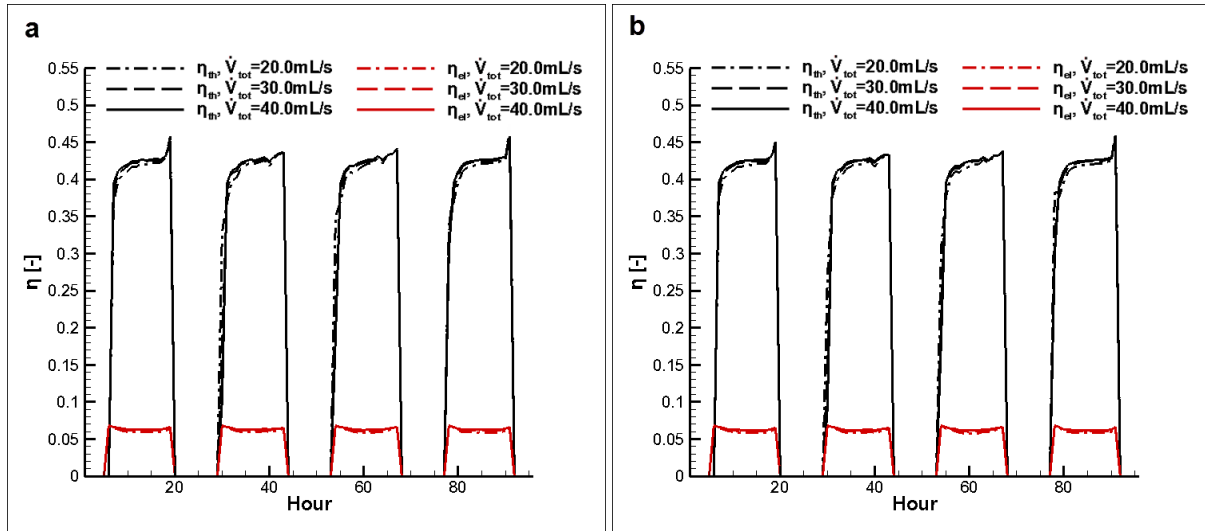 a
η_th, V̇_tot=20.0mL/s η_el, V̇_tot=20.0mL/s
η_th, V̇_tot=30.0mL/s η_el, V̇_tot=30.0mL/s
η_th, V̇_tot=40.0mL/s η_el, V̇_tot=40.0mL/s
0.55
0.5
0.45
0.4
0.35
0.3
0.25
0.2
0.15
0.1
0.05
0
η [-]
20 40 60 80
Hour
b
η_th, V̇_tot=20.0mL/s η_el, V̇_tot=20.0mL/s
η_th, V̇_tot=30.0mL/s η_el, V̇_tot=30.0mL/s
η_th, V̇_tot=40.0mL/s η_el, V̇_tot=40.0mL/s
0.55
0.5
0.45
0.4
0.35
0.3
0.25
0.2
0.15
0.1
0.05
0
η [-]
20 40 60 80
Hour